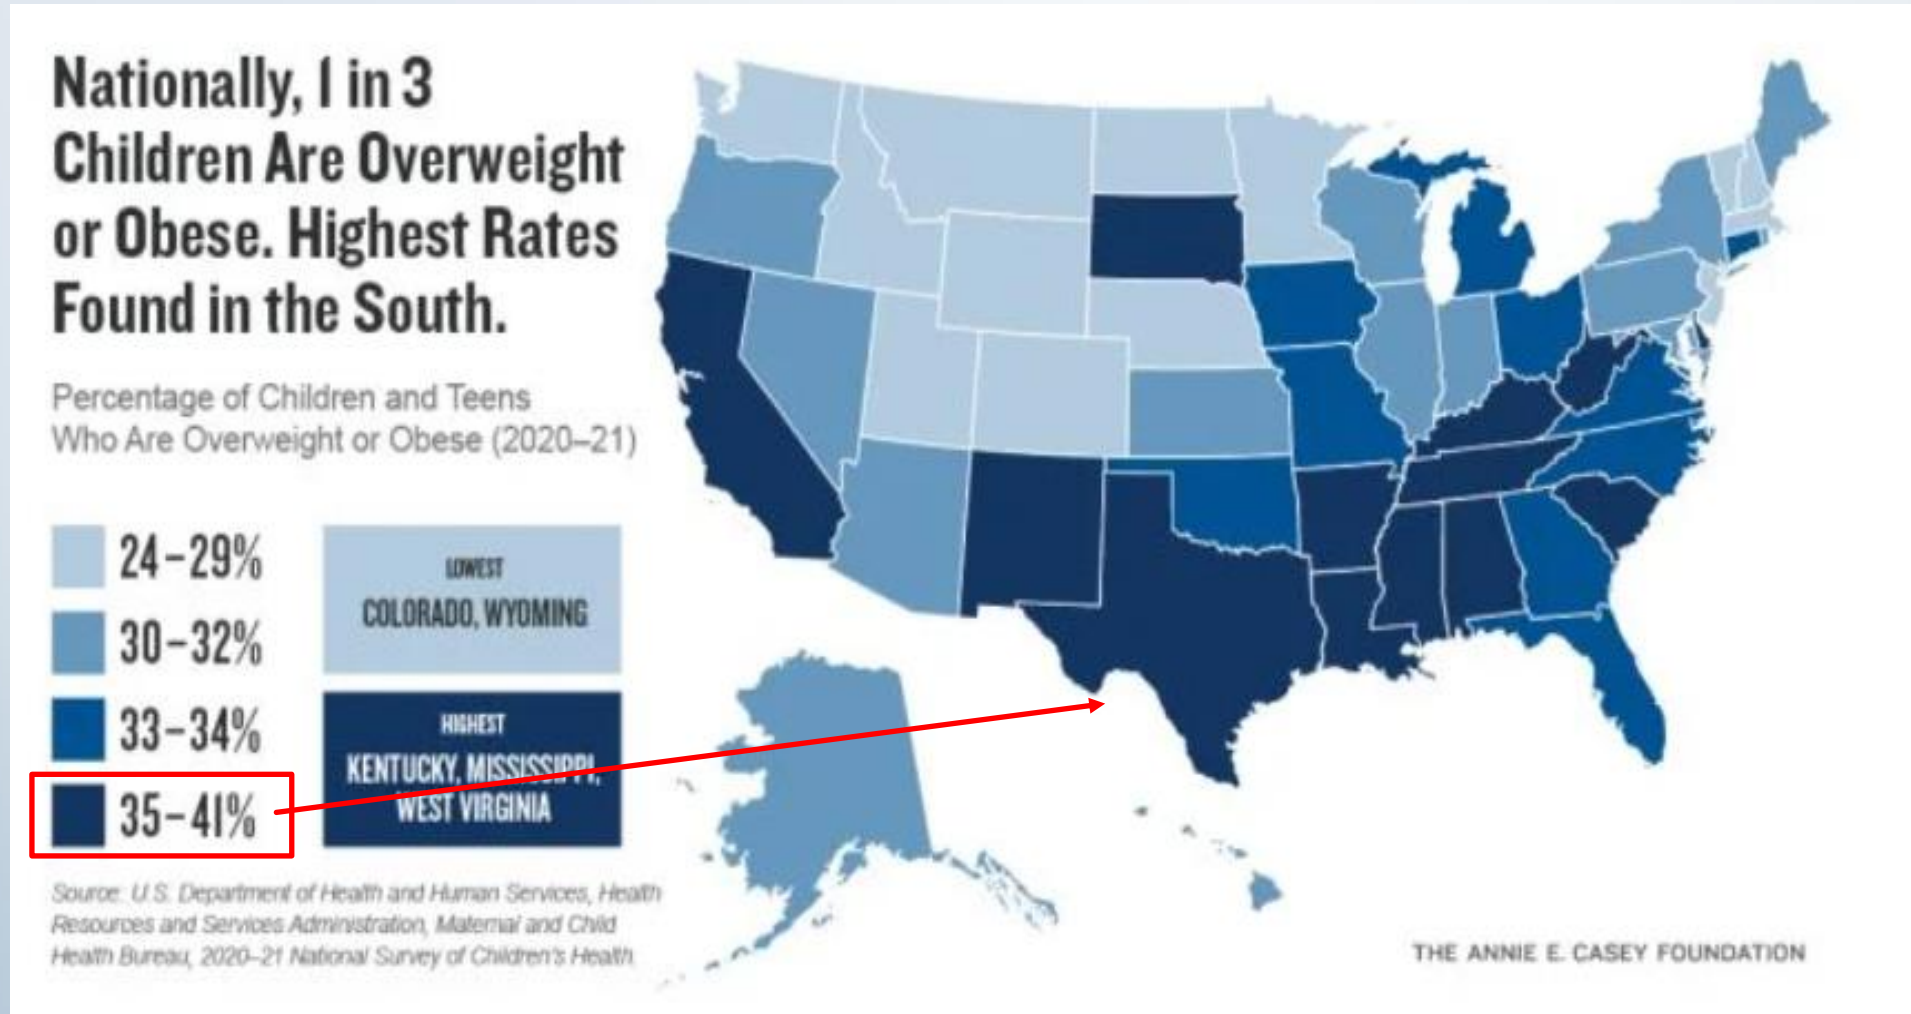 Nationally, 1 in 3
Children Are Overweight
or Obese. Highest Rates
Found in the South.
Percentage of Children and Teens
Who Are Overweight or Obese (2020–21)
24–29%
30–32%
33–34%
35–41%
LOWEST
COLORADO, WYOMING
HIGHEST
KENTUCKY, MISSISSIPPI,
WEST VIRGINIA
Source: U.S. Department of Health and Human Services, Health
Resources and Services Administration, Maternal and Child
Health Bureau, 2020–21 National Survey of Children's Health
THE ANNIE E. CASEY FOUNDATION